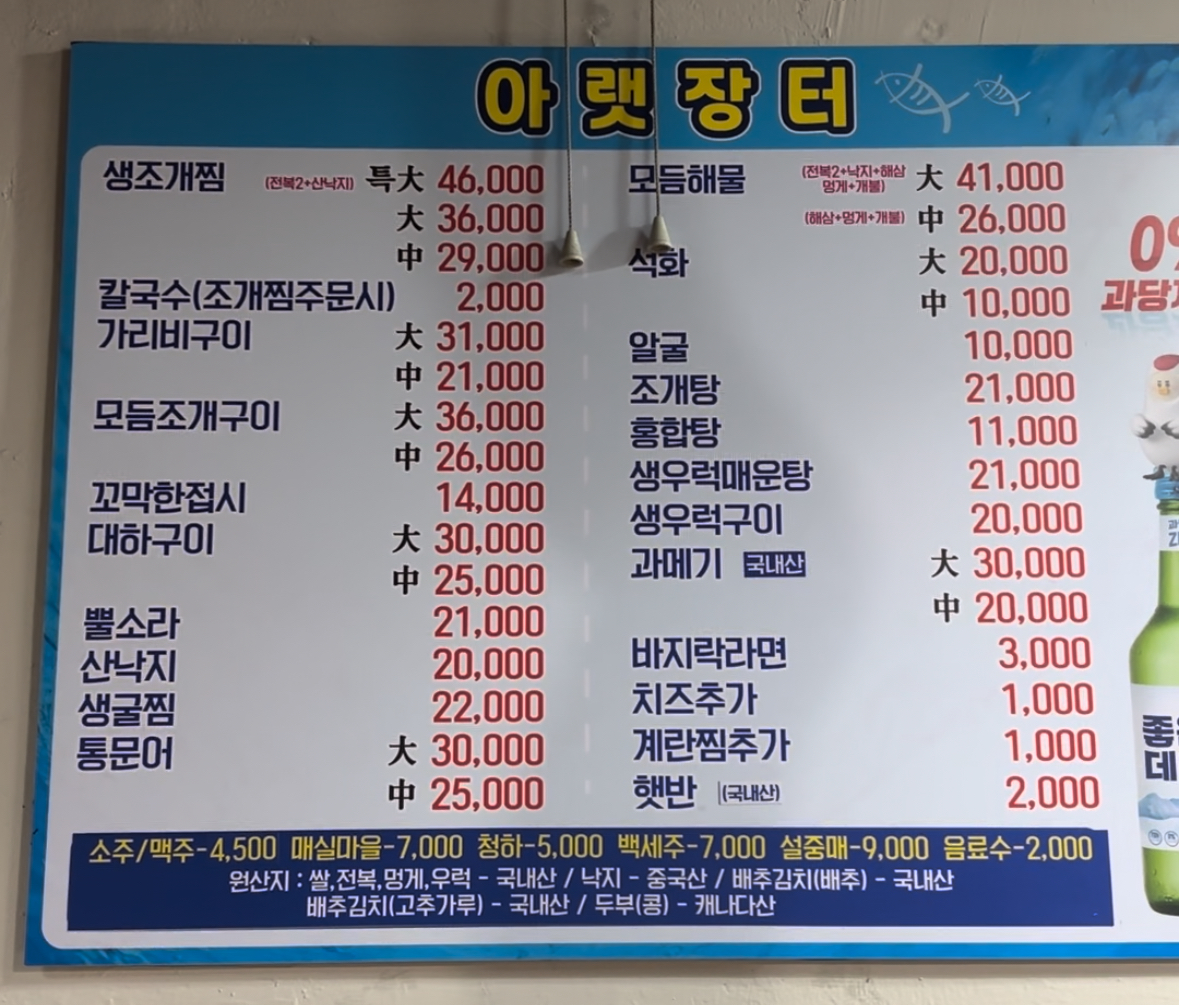 아랫장터
생조개찜 (전복2+산낙지) 특大 46,000
大 36,000
中 29,000
칼국수(조개찜주문시) 2,000
가리비구이 大 31,000
中 21,000
모듬조개구이 大 36,000
中 26,000
꼬막한접시 14,000
대하구이 大 30,000
中 25,000
뿔소라 21,000
산낙지 20,000
생굴찜 22,000
통문어 大 30,000
中 25,000
모듬해물 (전복2+낙지+해삼 멍게+개불) 大 41,000
(해삼+멍게+개불) 中 26,000
석화 大 20,000
中 10,000
알굴 10,000
조개탕 21,000
홍합탕 11,000
생우럭매운탕 21,000
생우럭구이 20,000
과메기 국내산 大 30,000
中 20,000
바지락라면 3,000
치즈추가 1,000
계란찜추가 1,000
햇반 (국내산) 2,000
소주/맥주-4,500 매실마을-7,000 청하-5,000 백세주-7,000 설중매-9,000 음료수-2,000
원산지 : 쌀,전복,멍게,우럭 - 국내산 / 낙지 - 중국산 / 배추김치(배추) - 국내산
배추김치(고추가루) - 국내산 / 두부(콩) - 캐나다산
0%
과당
좋은
데